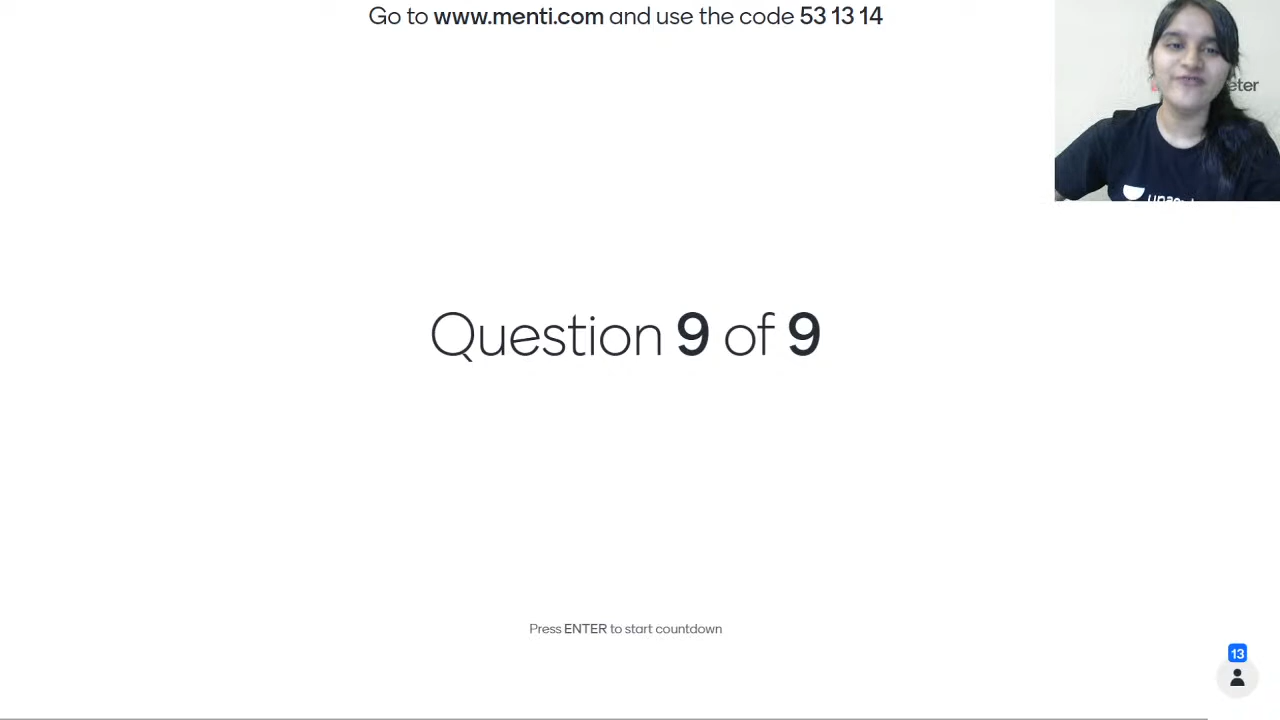 Go to www.menti.com and use the code 53 13 14
Question 9 of 9
Press ENTER to start countdown
13